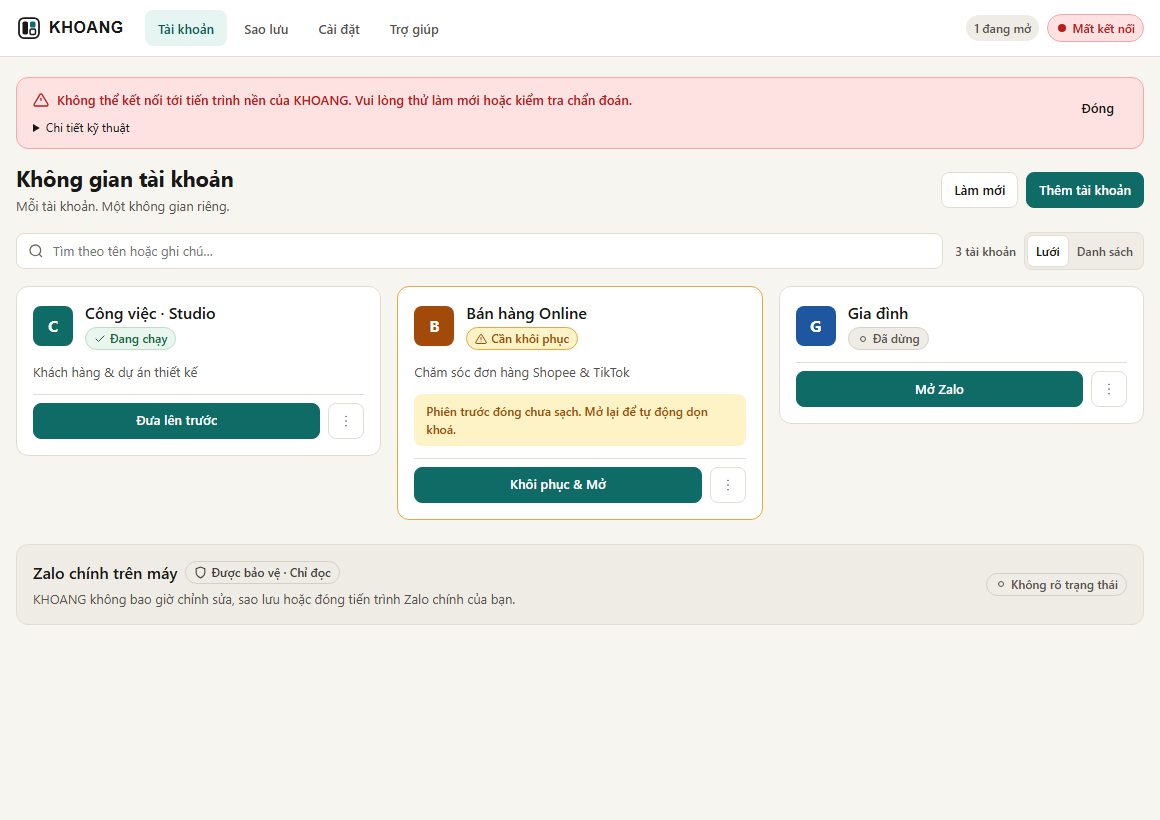 KHOANG
Tài khoản
Sao lưu
Cài đặt
Trợ giúp
1 đang mở
Mất kết nối
Không thể kết nối tới tiến trình nền của KHOANG. Vui lòng thử làm mới hoặc kiểm tra chẩn đoán.
Chi tiết kỹ thuật
Đóng
Không gian tài khoản
Mỗi tài khoản. Một không gian riêng.
Làm mới
Thêm tài khoản
Tìm theo tên hoặc ghi chú...
3 tài khoản
Lưới
Danh sách
C
Công việc · Studio
Đang chạy
Khách hàng & dự án thiết kế
Đưa lên trước
B
Bán hàng Online
Cần khôi phục
Chăm sóc đơn hàng Shopee & TikTok
Phiên trước đóng chưa sạch. Mở lại để tự động dọn
khoá.
Khôi phục & Mở
G
Gia đình
Đã dừng
Mở Zalo
Zalo chính trên máy
Được bảo vệ · Chỉ đọc
KHOANG không bao giờ chỉnh sửa, sao lưu hoặc đóng tiến trình Zalo chính của bạn.
Không rõ trạng thái